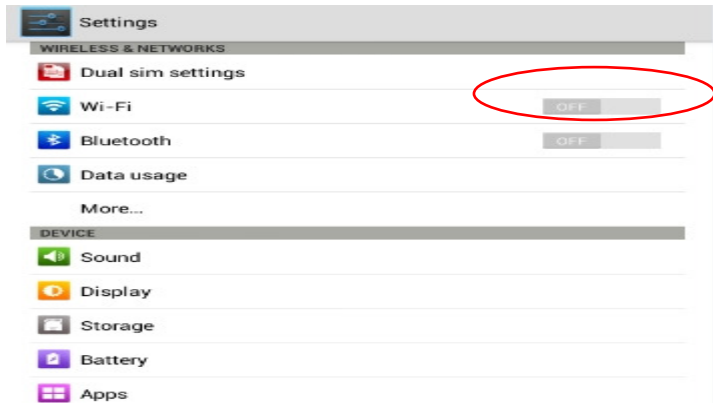 Settings
WIRELESS & NETWORKS
Dual sim settings
Wi-Fi OFF
Bluetooth OFF
Data usage
More...
DEVICE
Sound
Display
Storage
Battery
Apps